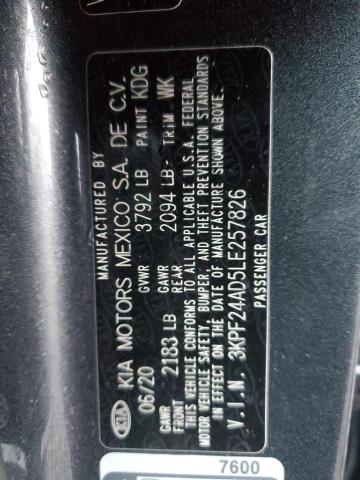 MANUFACTURED BY
KIA KIA MOTORS MEXICO S.A. DE C.V.
06/20 GVWR 3792 LB PAINT KDG
GAWR FRONT 2183 LB GAWR REAR 2094 LB TRIM WK
THIS VEHICLE CONFORMS TO ALL APPLICABLE U.S.A. FEDERAL
MOTOR VEHICLE SAFETY, BUMPER, AND THEFT PREVENTION STANDARDS
IN EFFECT ON THE DATE OF MANUFACTURE SHOWN ABOVE.
V.I.N. 3KPF24AD5LE257826
PASSENGER CAR
7600